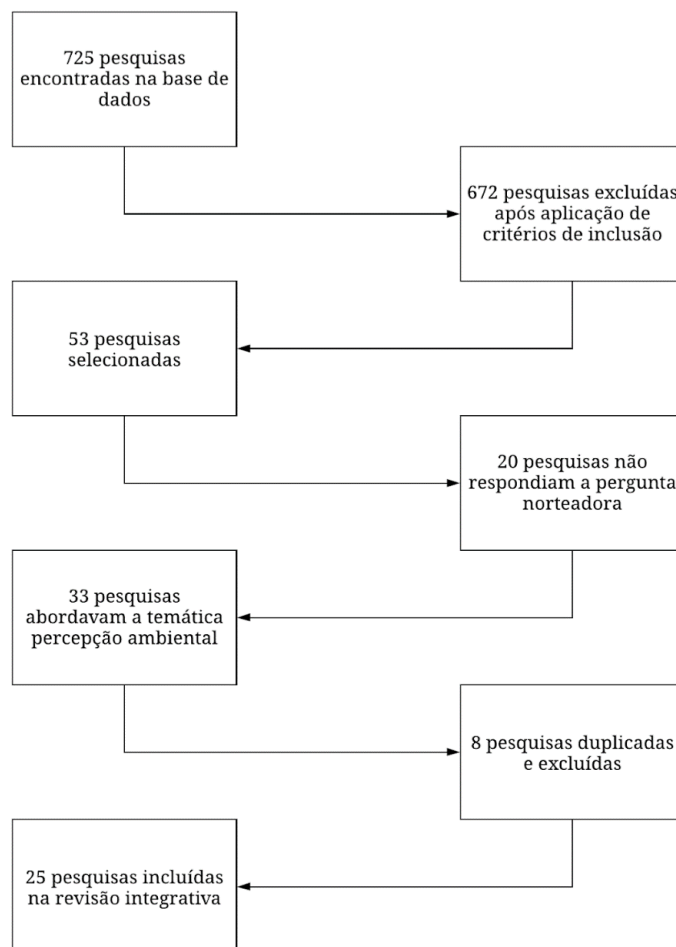 725 pesquisas
encontradas na base de
dados
672 pesquisas excluídas
após aplicação de
critérios de inclusão
53 pesquisas
selecionadas
20 pesquisas não
respondiam a pergunta
norteadora
33 pesquisas
abordavam a temática
percepção ambiental
8 pesquisas duplicadas
e excluídas
25 pesquisas incluídas
na revisão integrativa